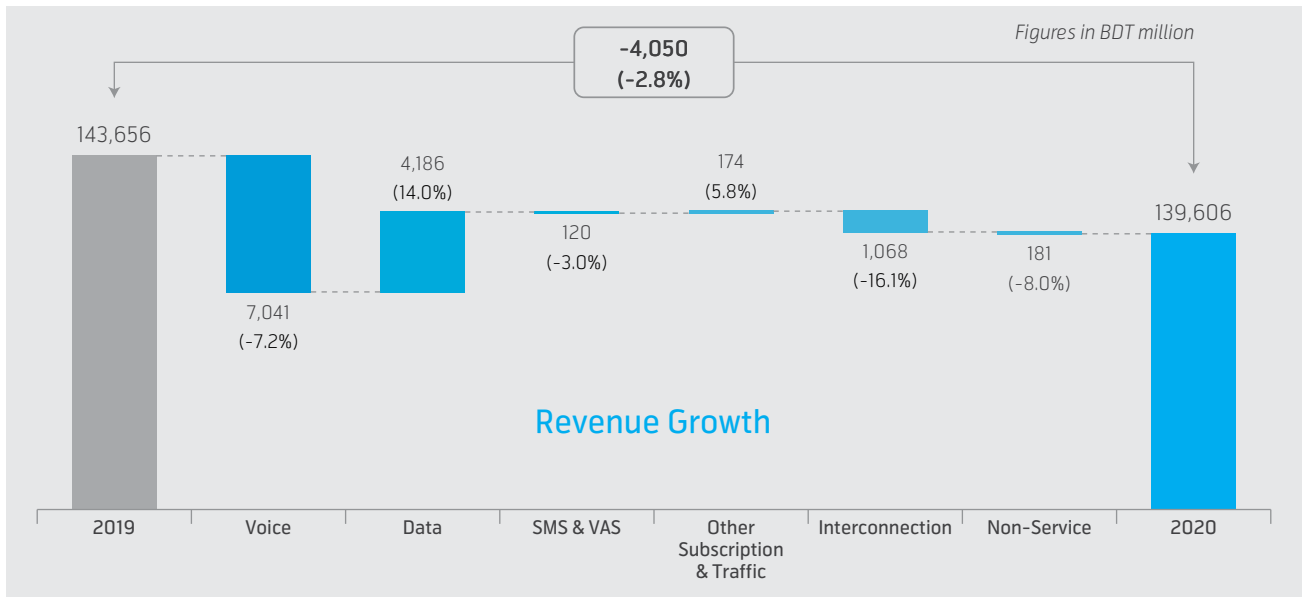 Figures in BDT million
-4,050
(-2.8%)
143,656
7,041
(-7.2%)
4,186
(14.0%)
120
(-3.0%)
174
(5.8%)
1,068
(-16.1%)
181
(-8.0%)
139,606
Revenue Growth
2019
Voice
Data
SMS & VAS
Other
Subscription
& Traffic
Interconnection
Non-Service
2020